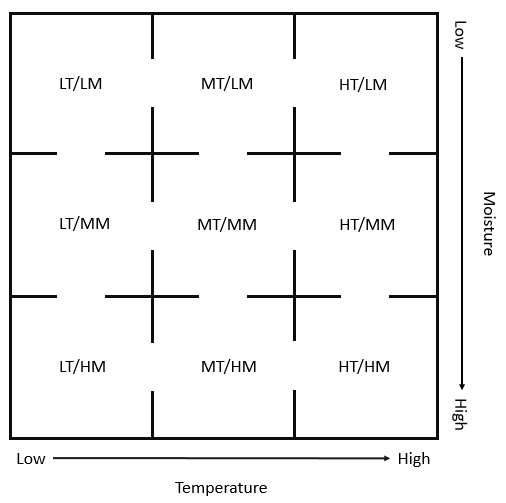 LT/LM MT/LM HT/LM
LT/MM MT/MM HT/MM
LT/HM MT/HM HT/HM
Low
Moisture
High
Low High
Temperature